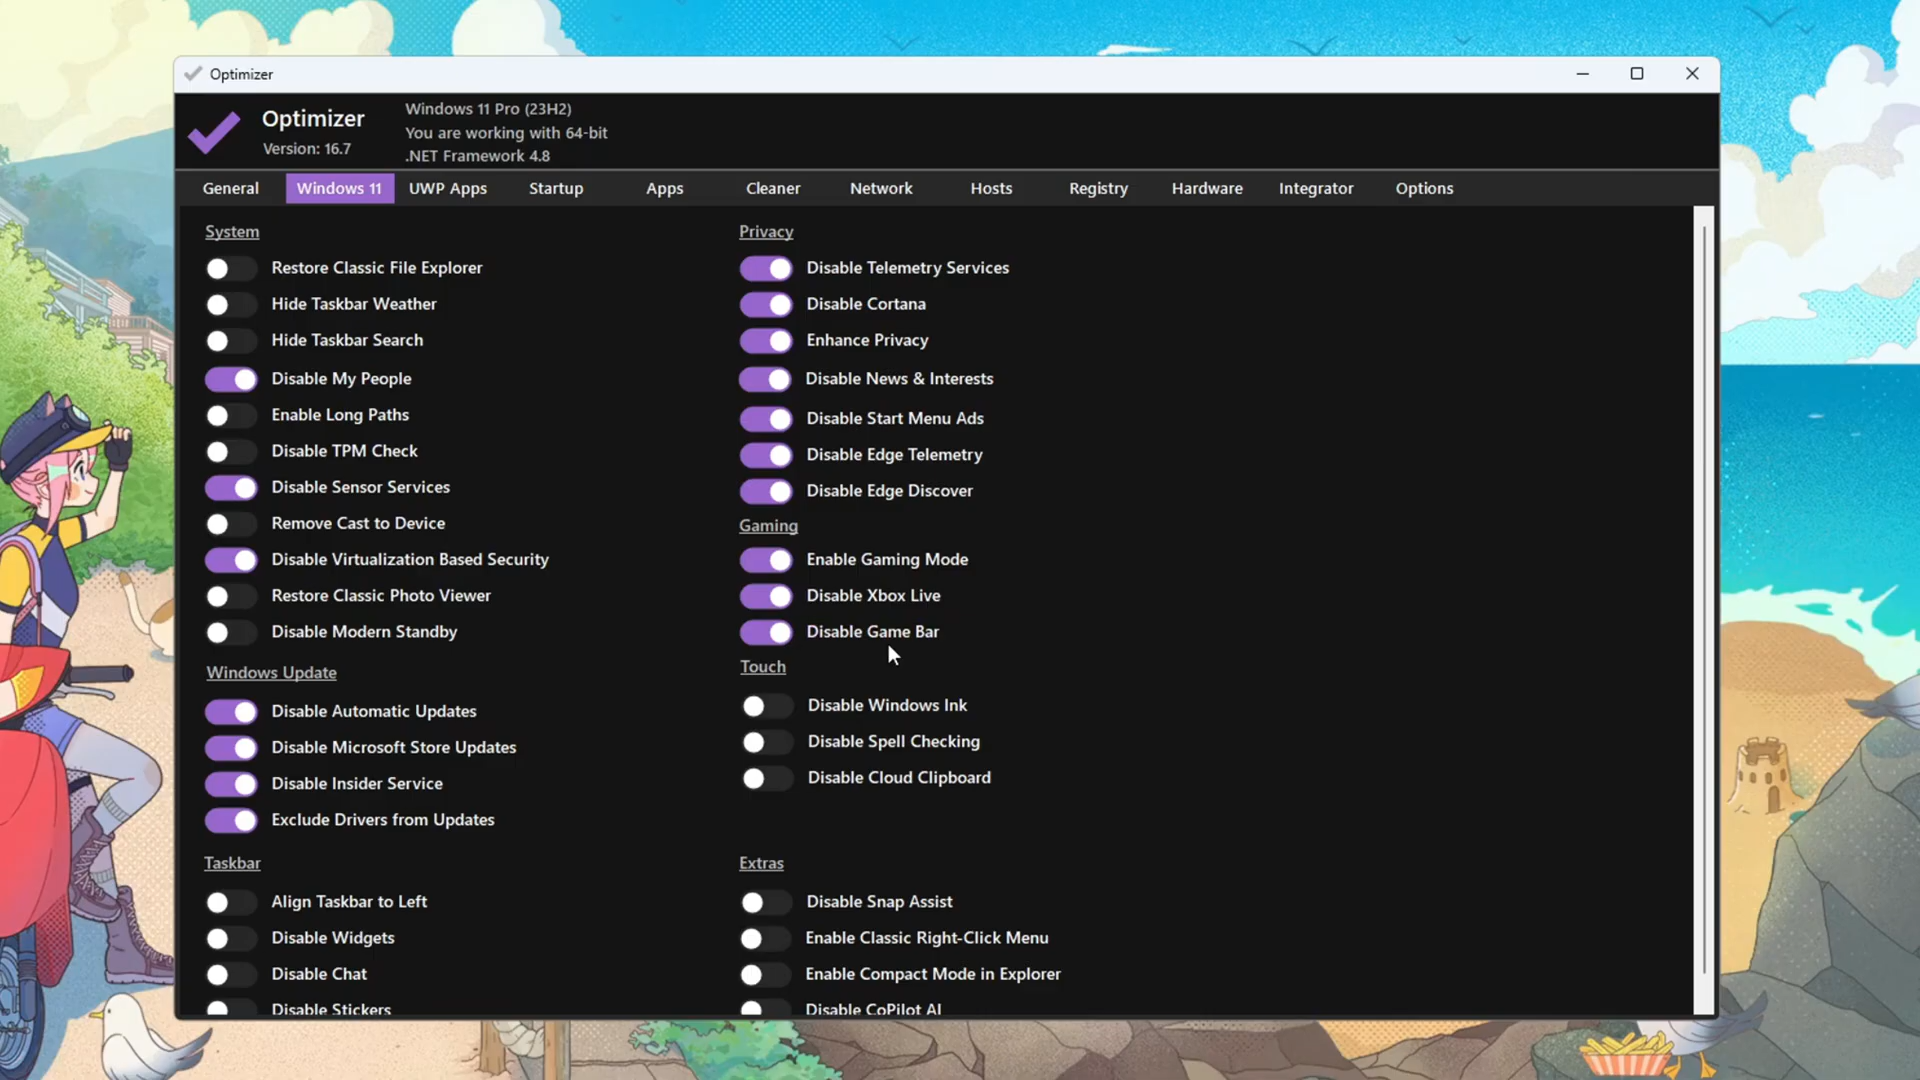 Optimizer
Optimizer
Version: 16.7
Windows 11 Pro (23H2)
You are working with 64-bit
.NET Framework 4.8
General
Windows 11
UWP Apps
Startup
Apps
Cleaner
Network
Hosts
Registry
Hardware
Integrator
Options
System
Restore Classic File Explorer
Hide Taskbar Weather
Hide Taskbar Search
Disable My People
Enable Long Paths
Disable TPM Check
Disable Sensor Services
Remove Cast to Device
Disable Virtualization Based Security
Restore Classic Photo Viewer
Disable Modern Standby
Windows Update
Disable Automatic Updates
Disable Microsoft Store Updates
Disable Insider Service
Exclude Drivers from Updates
Taskbar
Align Taskbar to Left
Disable Widgets
Disable Chat
Disable Stickers
Privacy
Disable Telemetry Services
Disable Cortana
Enhance Privacy
Disable News & Interests
Disable Start Menu Ads
Disable Edge Telemetry
Disable Edge Discover
Gaming
Enable Gaming Mode
Disable Xbox Live
Disable Game Bar
Touch
Disable Windows Ink
Disable Spell Checking
Disable Cloud Clipboard
Extras
Disable Snap Assist
Enable Classic Right-Click Menu
Enable Compact Mode in Explorer
Disable CoPilot AI